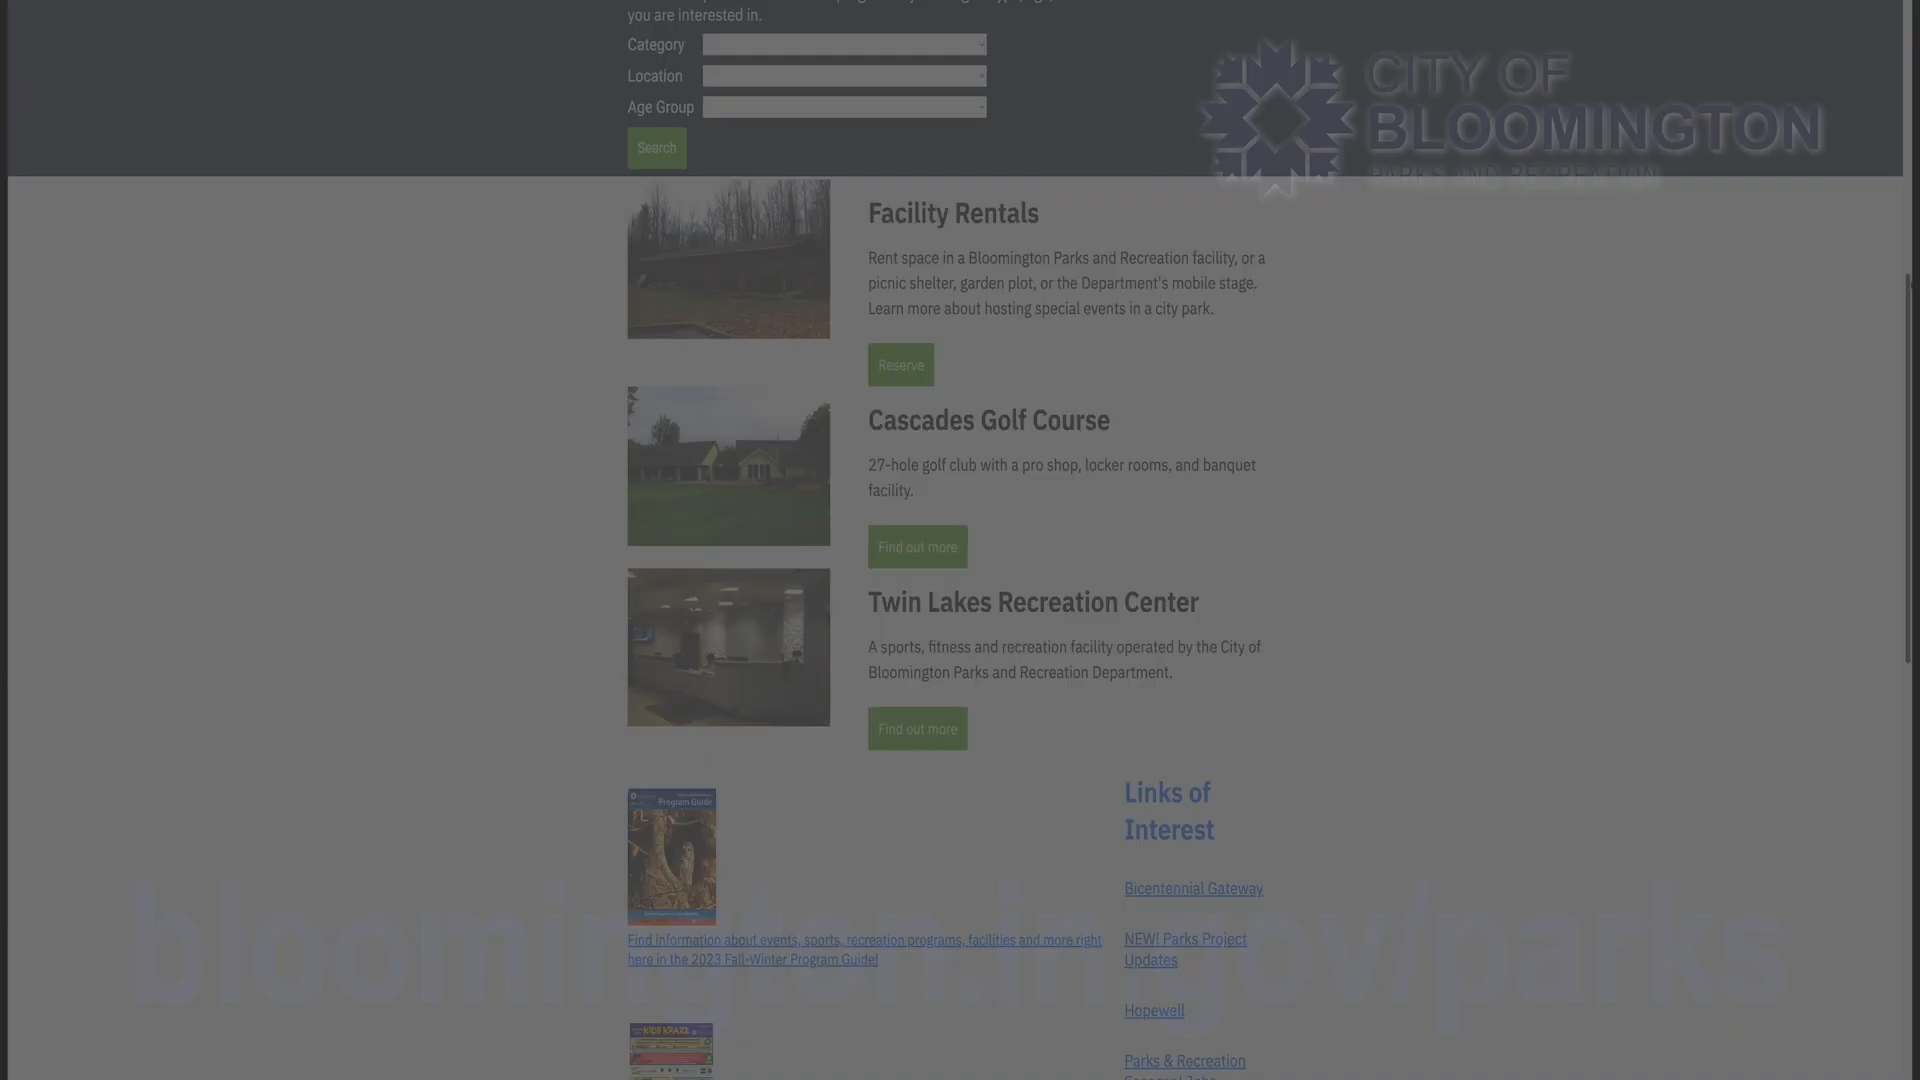 you are interested in.
Category
Location
Age Group
Search
CITY OF
BLOOMINGTON
PARKS AND RECREATION
Facility Rentals
Rent space in a Bloomington Parks and Recreation facility, or a
picnic shelter, garden plot, or the Department's mobile stage.
Learn more about hosting special events in a city park.
Reserve
Cascades Golf Course
27-hole golf club with a pro shop, locker rooms, and banquet
facility.
Find out more
Twin Lakes Recreation Center
A sports, fitness and recreation facility operated by the City of
Bloomington Parks and Recreation Department.
Find out more
Program Guide
Find information about events, sports, recreation programs, facilities and more right
here in the 2023 Fall-Winter Program Guide!
KIDS KRAZE
Links of
Interest
Bicentennial Gateway
NEW! Parks Project
Updates
Hopewell
Parks & Recreation
bloomington.in.gov/parks